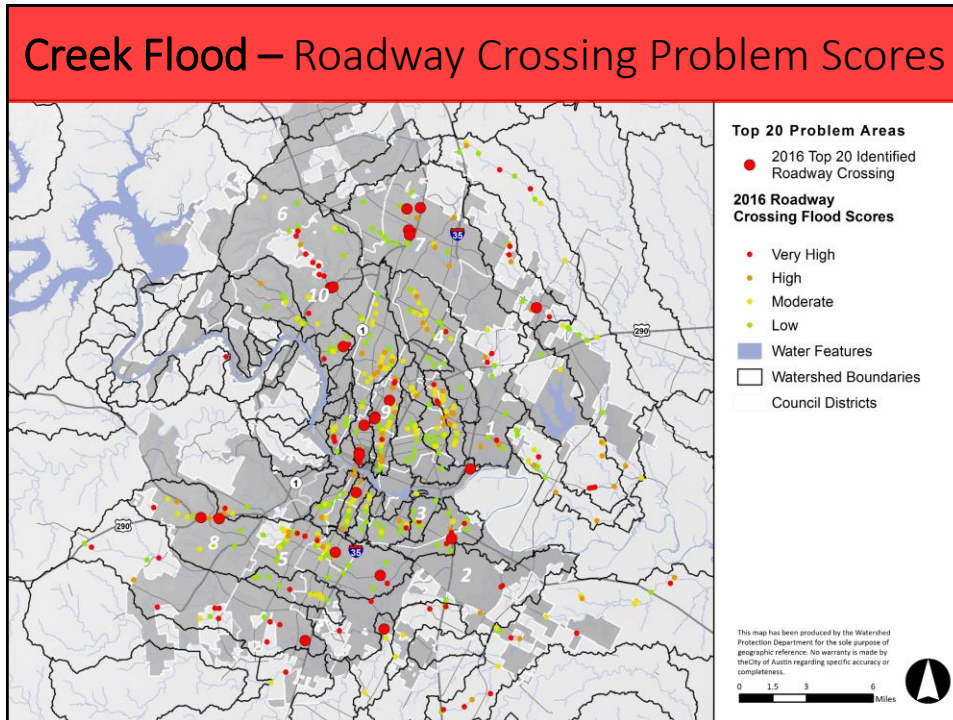 Creek Flood – Roadway Crossing Problem Scores
Top 20 Problem Areas
2016 Top 20 Identified
Roadway Crossing
2016 Roadway
Crossing Flood Scores
Very High
High
Moderate
Low
Water Features
Watershed Boundaries
Council Districts
6
7
35
10
1
4
290
9
1
1
3
290
8
5
35
2
This map has been produced by the Watershed
Protection Department for the sole purpose of
geographic reference. No warranty is made by
theCity of Austin regarding specific accuracy or
completeness.
0 1.5 3 6
Miles